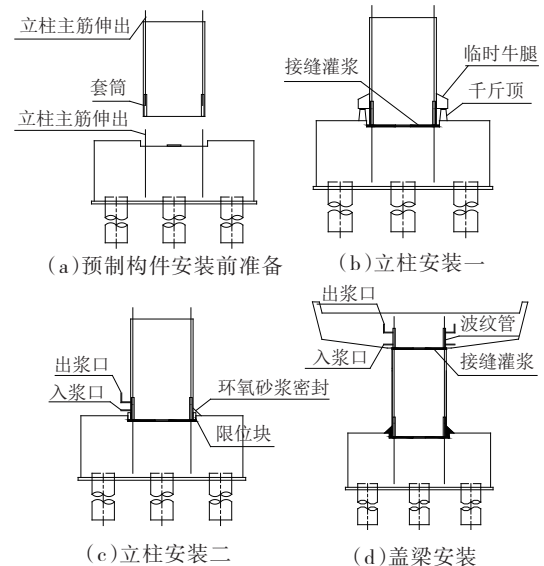 立柱主筋伸出
套筒
立柱主筋伸出
(a)预制构件安装前准备
接缝灌浆
临时牛腿
千斤顶
(b)立柱安装一
出浆口
入浆口
环氧砂浆密封
限位块
(c)立柱安装二
出浆口
入浆口
波纹管
接缝灌浆
(d)盖梁安装